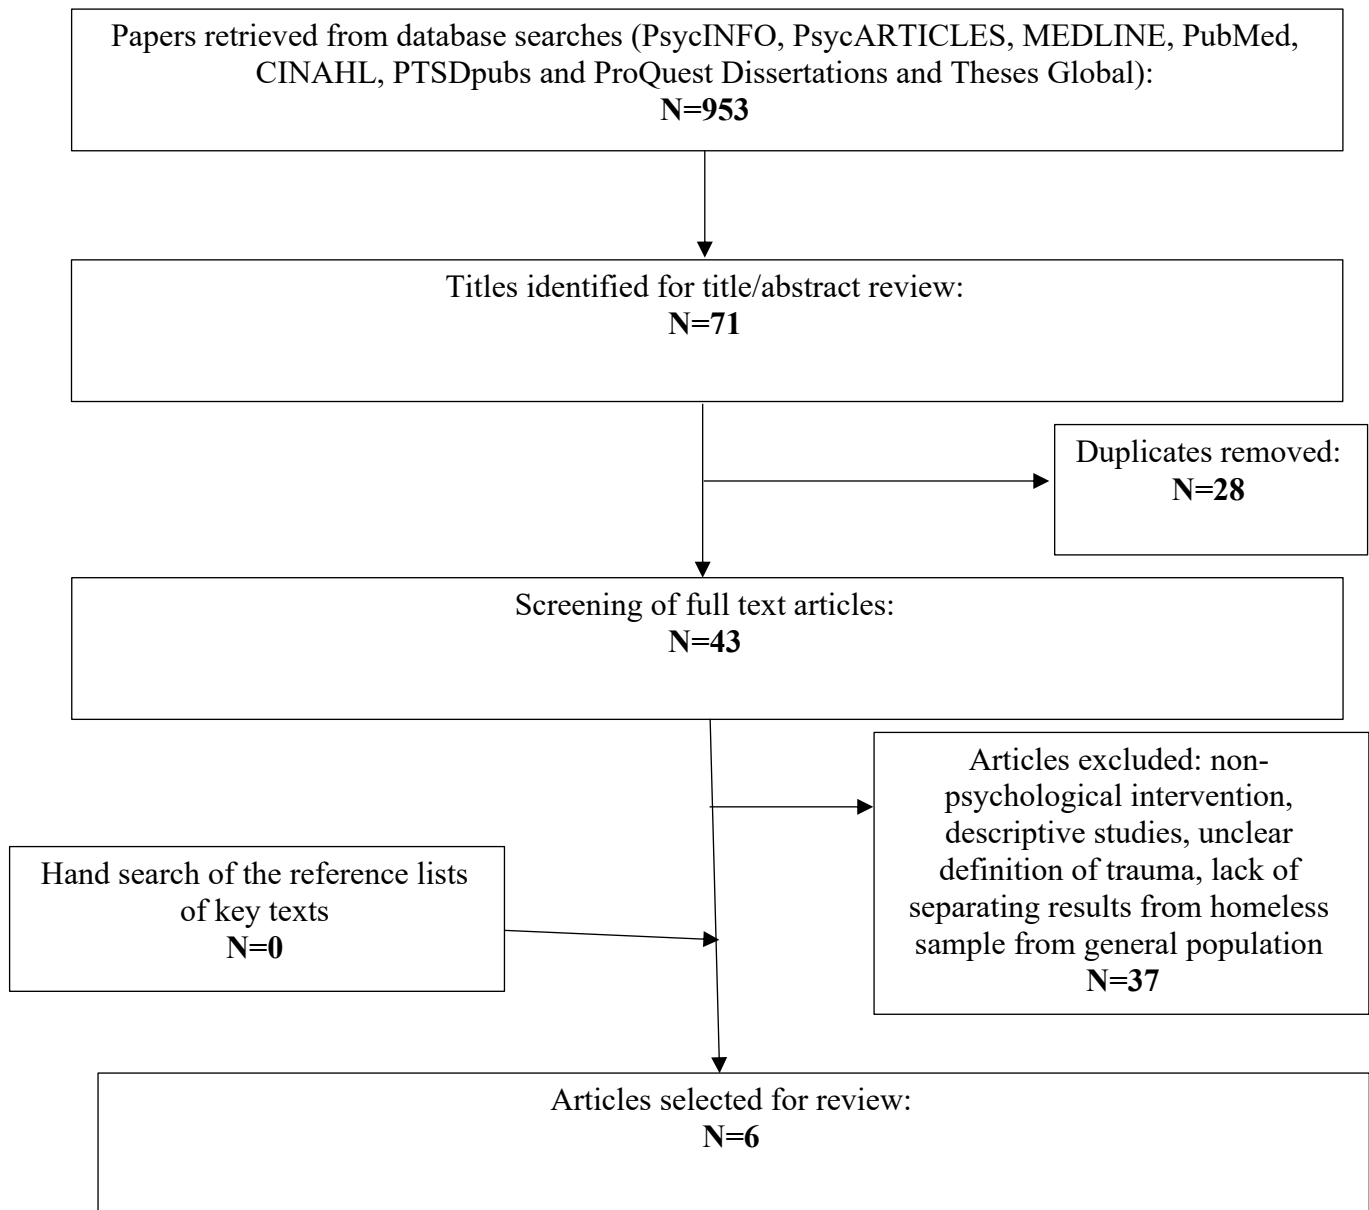 Papers retrieved from database searches (PsycINFO, PsycARTICLES, MEDLINE, PubMed,
CINAHL, PTSDpubs and ProQuest Dissertations and Theses Global):
N=953
Titles identified for title/abstract review:
N=71
Duplicates removed:
N=28
Screening of full text articles:
N=43
Articles excluded: non-
psychological intervention,
descriptive studies, unclear
definition of trauma, lack of
separating results from homeless
sample from general population
N=37
Hand search of the reference lists
of key texts
N=0
Articles selected for review:
N=6